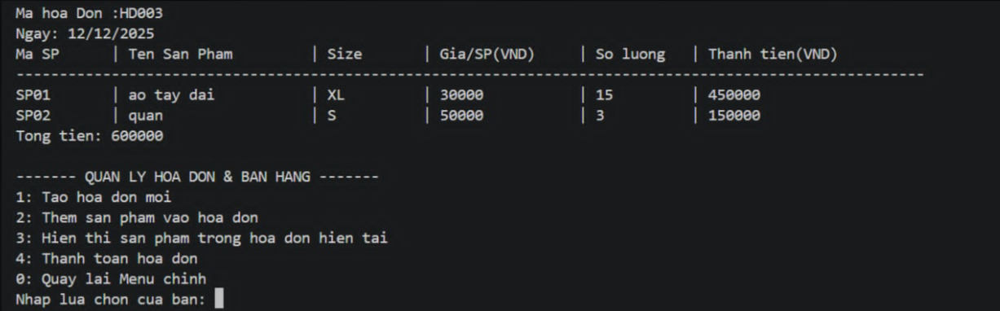 Ma hoa Don :HD003
Ngay: 12/12/2025
Ma SP | Ten San Pham | Size | Gia/SP(VND) | So luong | Thanh tien(VND)
---------------------------------------------------------------------------------------------------------
SP01 | ao tay dai | XL | 30000 | 15 | 450000
SP02 | quan | S | 50000 | 3 | 150000
Tong tien: 600000
------- QUAN LY HOA DON & BAN HANG -------
1: Tao hoa don moi
2: Them san pham vao hoa don
3: Hien thi san pham trong hoa don hien tai
4: Thanh toan hoa don
0: Quay lai Menu chinh
Nhap lua chon cua ban: